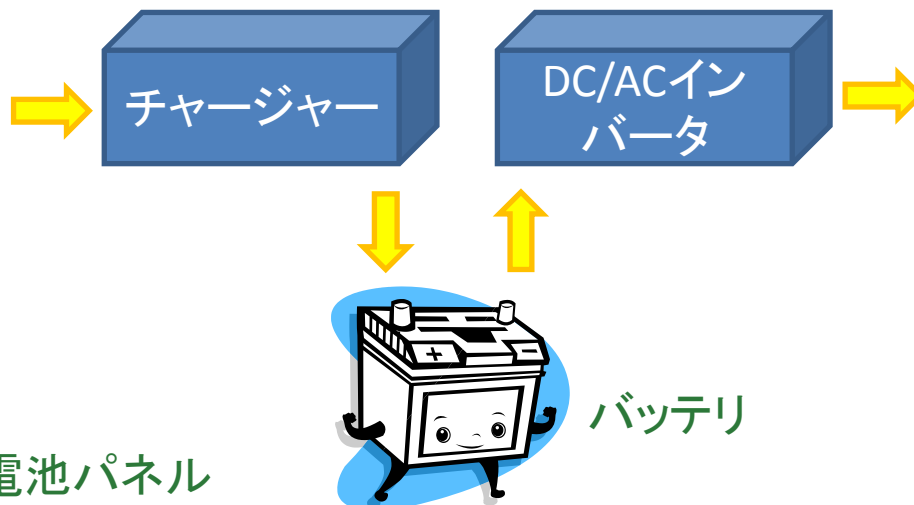 チャージャー
DC/ACイン
バータ
+ -
バッテリ
電池パネル